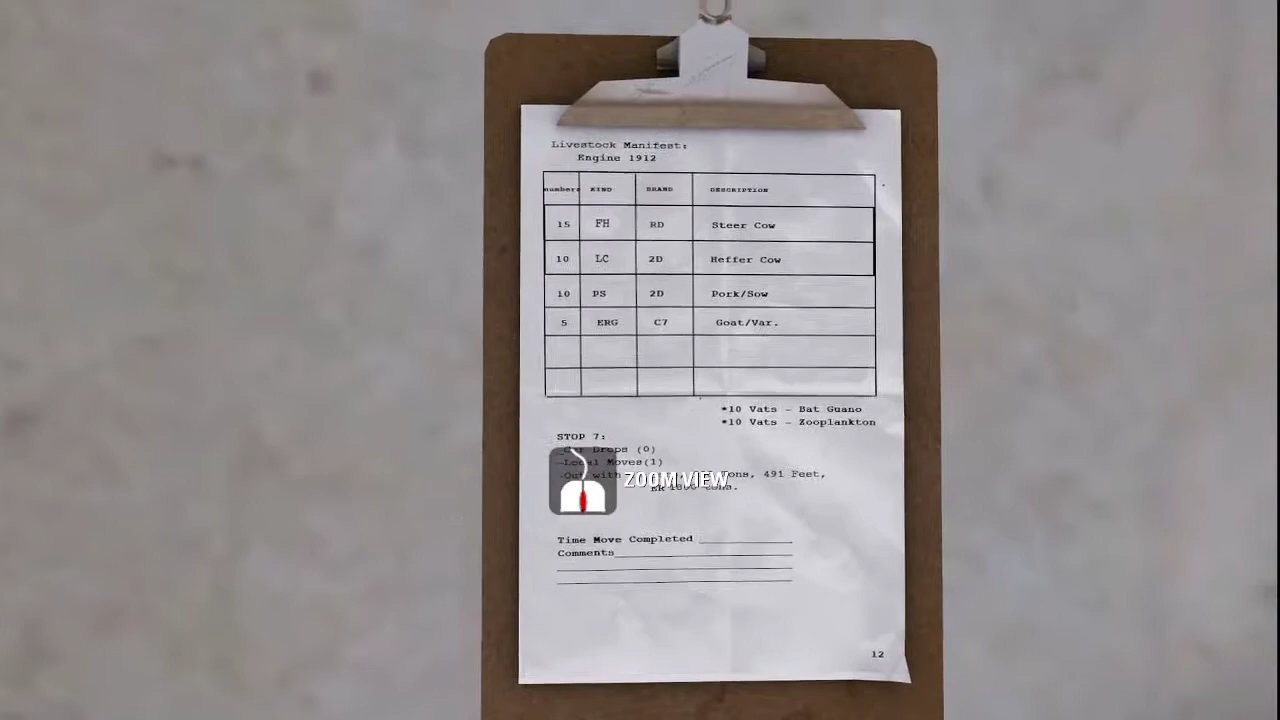 Livestock Manifest:
Engine 1912
numbers KIND BRAND DESCRIPTION
15 FH RD Steer Cow
10 LC 2D Heffer Cow
10 PS 2D Pork/Sow
5 ERG C7 Goat/Var.
*10 Vats - Bat Guano
*10 Vats - Zooplankton
STOP 7:
Drops (0)
Moves(1)
491 Feet,
ZOOM VIEW
Time Move Completed
Comments
12